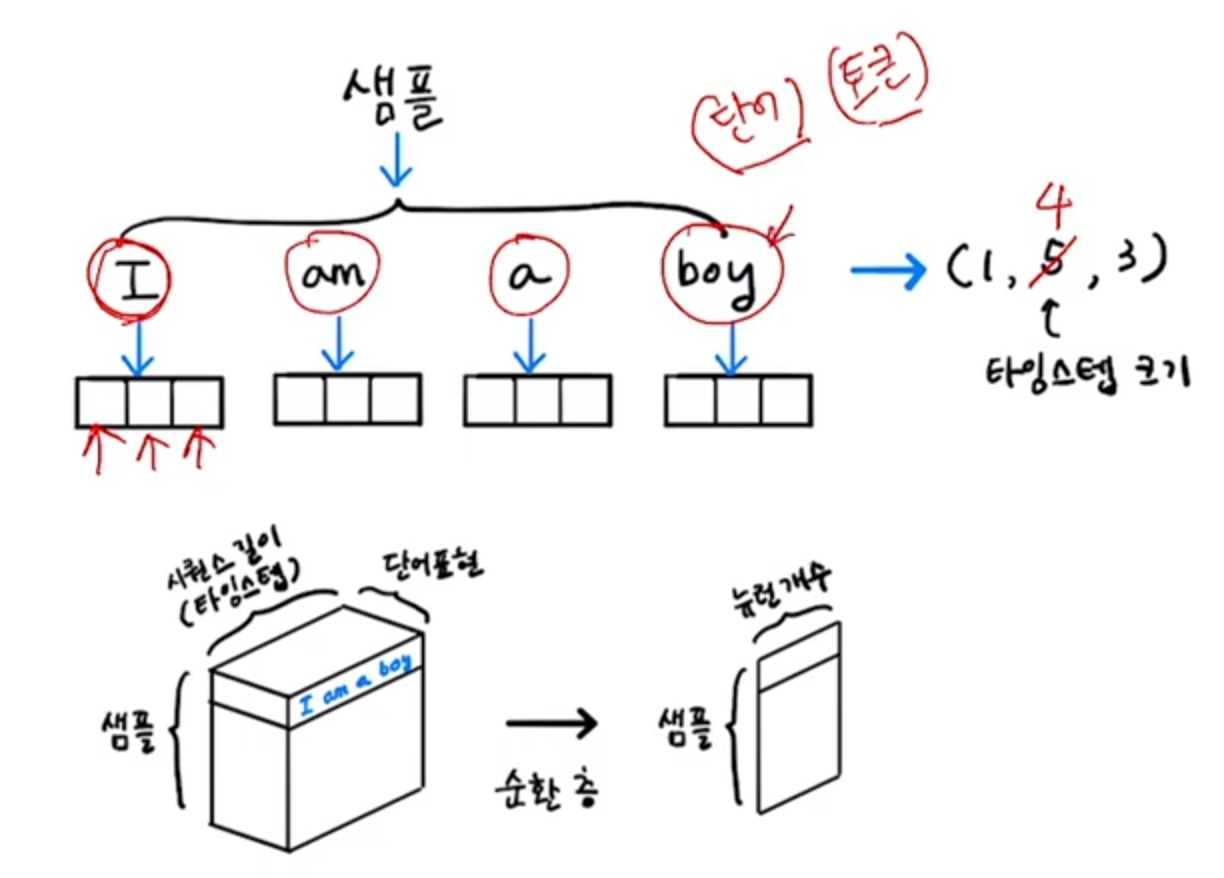 샘플
단어 토큰
I am a boy
4
(1, 5, 3)
타임스텝 크기
시퀀스 길이
(타임스텝)
단어표현
I am a boy
샘플
순환 층
뉴런개수
샘플